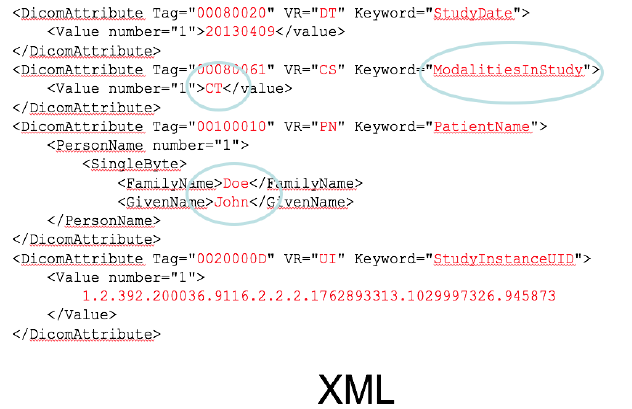 <DicomAttribute Tag="00080020" VR="DT" Keyword="StudyDate">
<Value number="1">20130409</value>
</DicomAttribute>
<DicomAttribute Tag="00080061" VR="CS" Keyword="ModalitiesInStudy">
<Value number="1">CT</value>
</DicomAttribute>
<DicomAttribute Tag="00100010" VR="PN" Keyword="PatientName">
<PersonName number="1">
<SingleByte>
<FamilyName>Doe</FamilyName>
<GivenName>John</GivenName>
</PersonName>
</DicomAttribute>
<DicomAttribute Tag="0020000D" VR="UI" Keyword="StudyInstanceUID">
<Value number="1">
1.2.392.200036.9116.2.2.2.1762893313.1029997326.945873
</Value>
</DicomAttribute>
XML